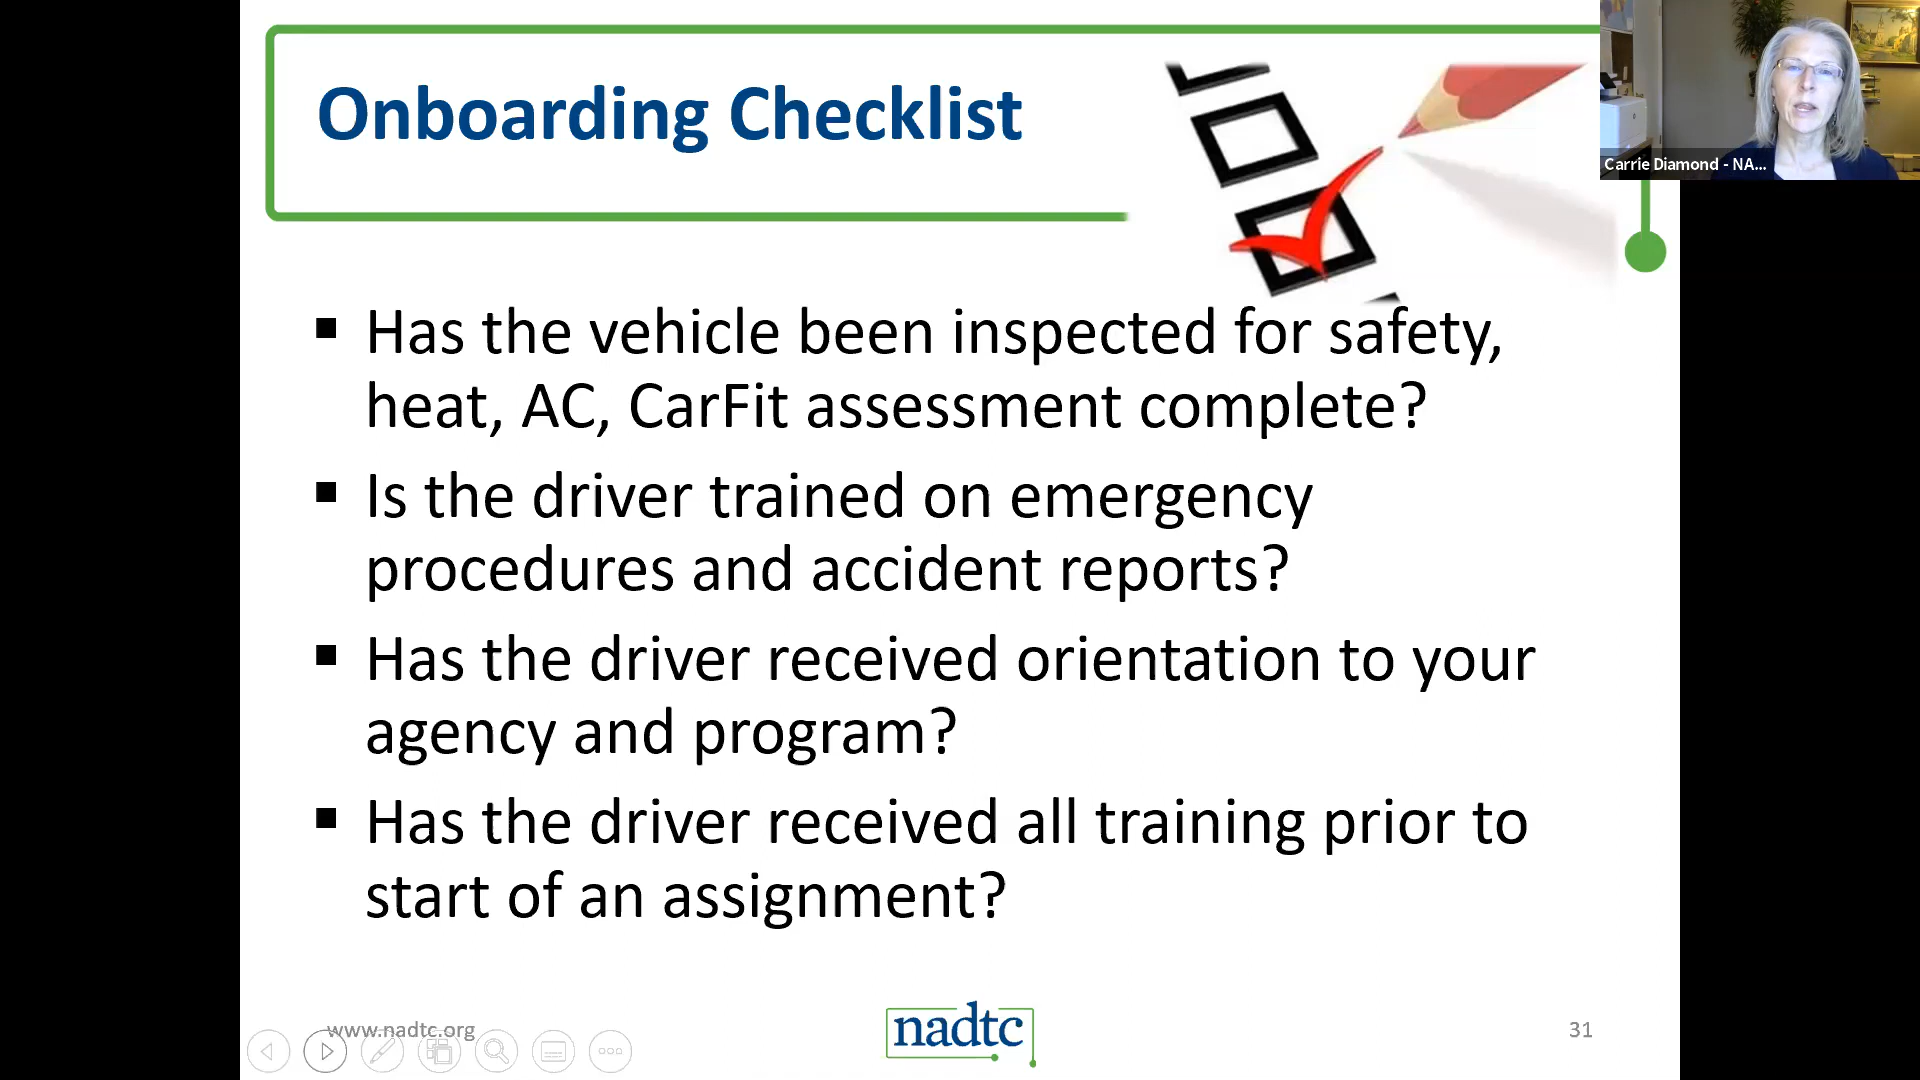 Onboarding Checklist
Carrie Diamond - NA...
▪ Has the vehicle been inspected for safety,
heat, AC, CarFit assessment complete?
▪ Is the driver trained on emergency
procedures and accident reports?
▪ Has the driver received orientation to your
agency and program?
▪ Has the driver received all training prior to
start of an assignment?
www.nadtc.org
nadtc
31